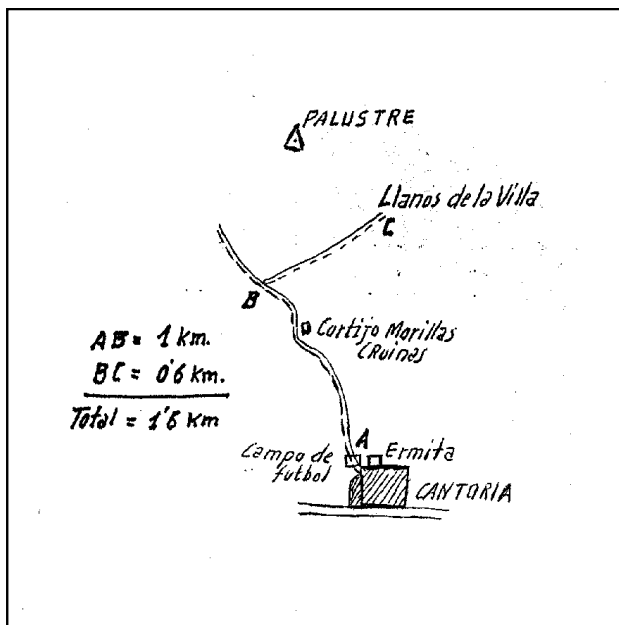 PALUSTRE
Llanos de la Villa
C
B
Cortijo Morillas
(Ruinas
AB = 1 km.
BC = 0'6 km.
Total = 1'6 km
A
Campo de
futbol
Ermita
CANTORIA